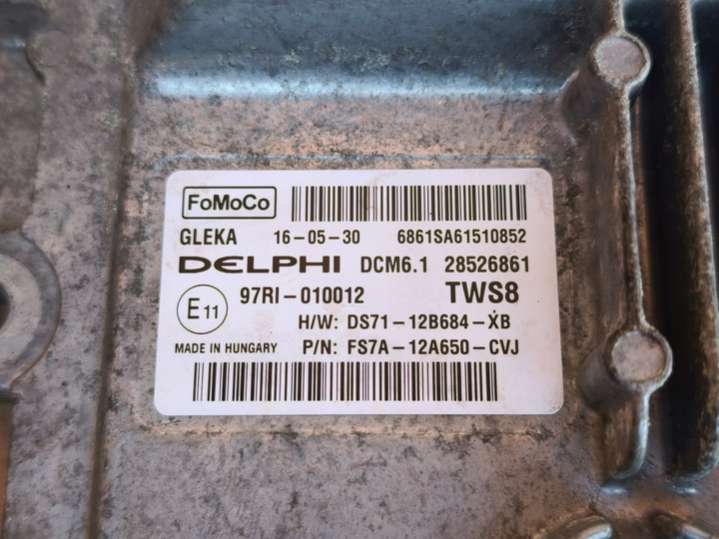 FoMoCo
GLEKA 16-05-30 6861SA61510852
DELPHI DCM6.1 28526861
E11 97RI-010012 TWS8
H/W: DS71-12B684-XB
MADE IN HUNGARY P/N: FS7A-12A650-CVJ